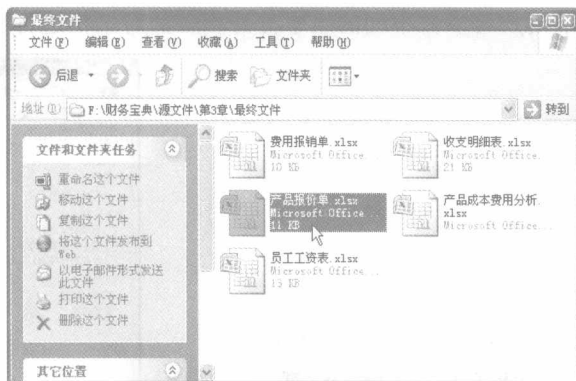 最终文件
文件(F) 编辑(E) 查看(V) 收藏(A) 工具(T) 帮助(H)
后退 搜索 文件夹
地址(D) F:\财务宝典\源文件\第3章\最终文件 转到
文件和文件夹任务
重命名这个文件
移动这个文件
复制这个文件
将这个文件发布到
Web
以电子邮件形式发送
此文件
打印这个文件
删除这个文件
其它位置
费用报销单.xlsx
Microsoft Office...
10 KB
收支明细表.xlsx
Microsoft Office...
21 KB
产品报价单.xlsx
Microsoft Office...
11 KB
产品成本费用分析.
xlsx
Microsoft Office...
员工工资表.xlsx
Microsoft Office...
13 KB